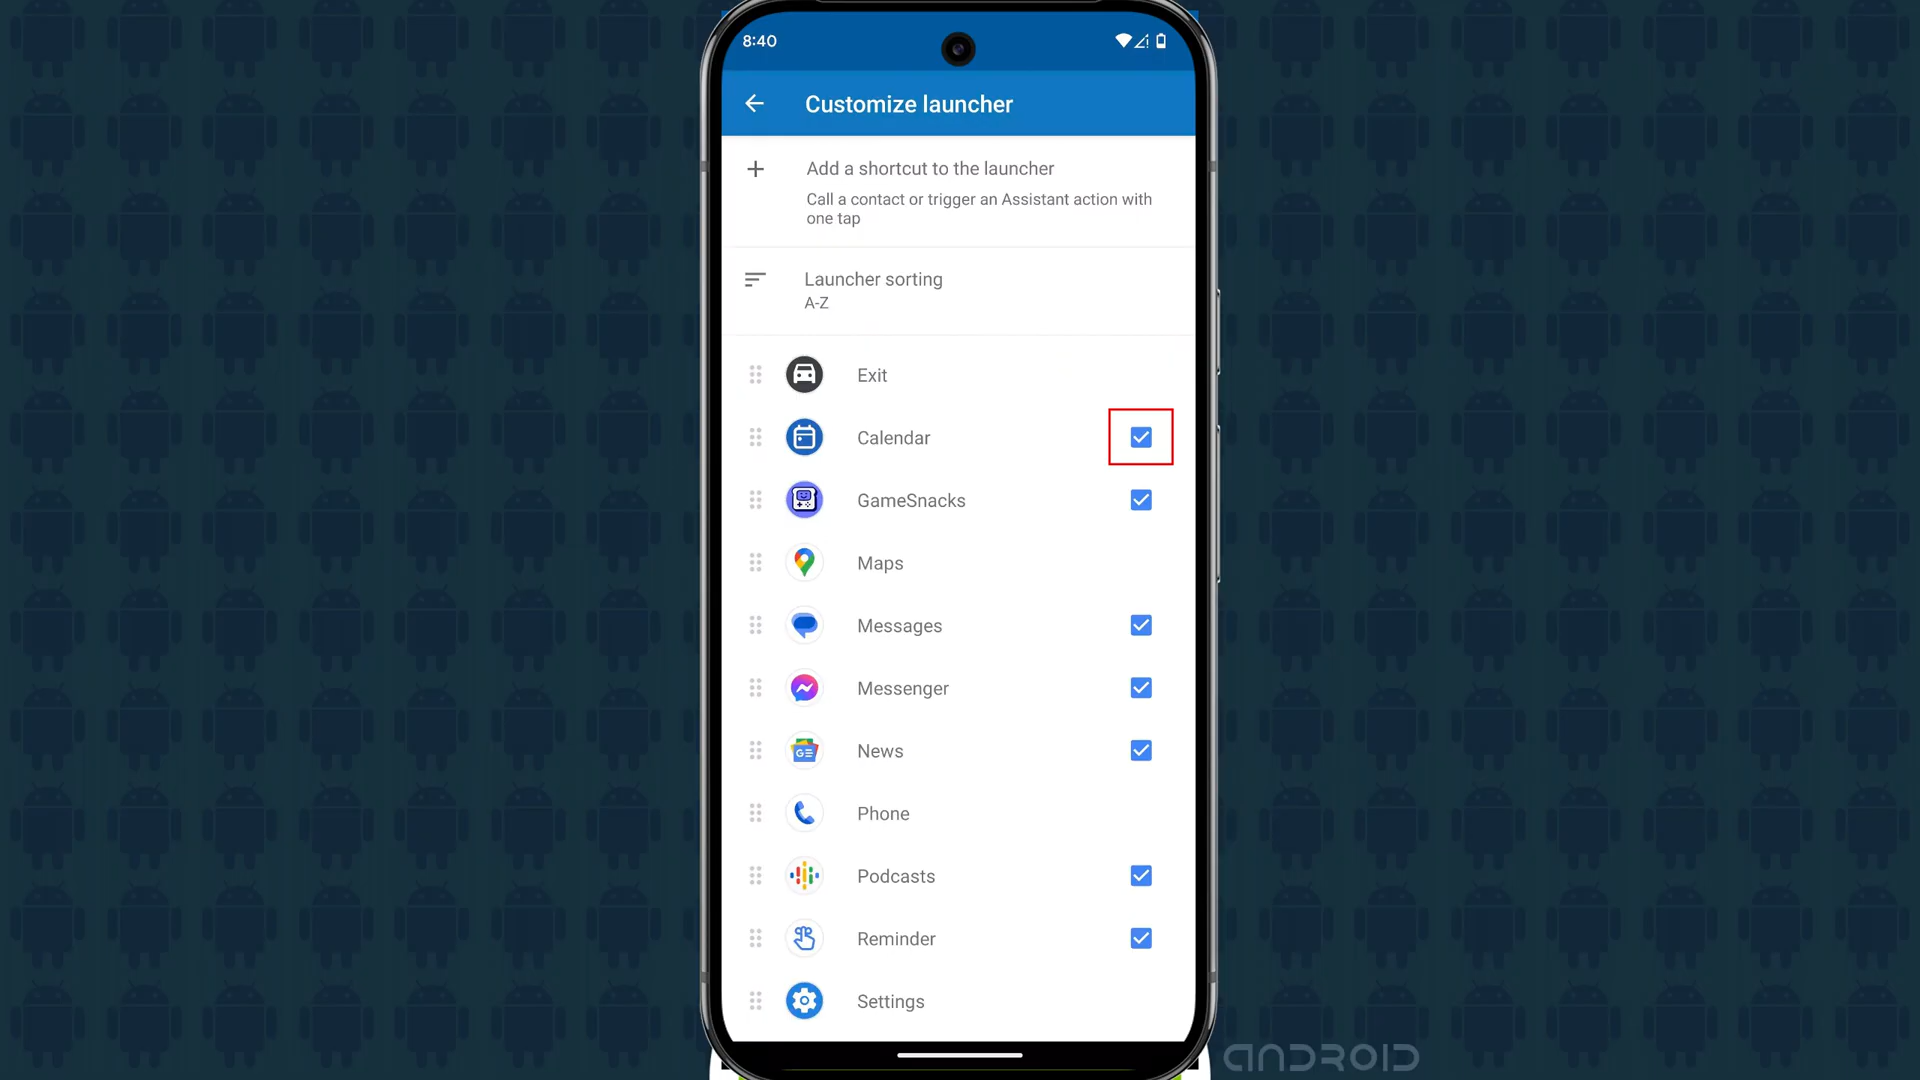 8:40
Customize launcher
Add a shortcut to the launcher
Call a contact or trigger an Assistant action with
one tap
Launcher sorting
A-Z
Exit
Calendar
GameSnacks
Maps
Messages
Messenger
News
Phone
Podcasts
Reminder
Settings
ANDROID